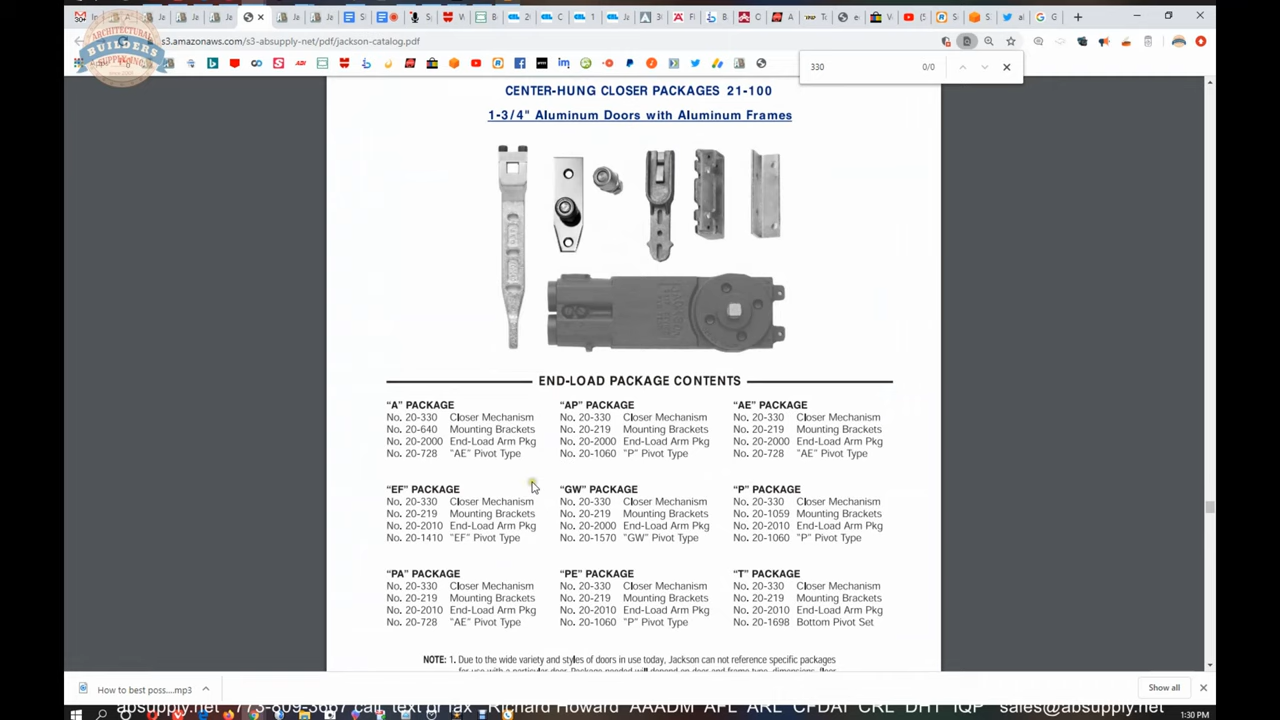 s3.amazonaws.com/s3-absupply-net/pdf/jackson-catalog.pdf
ARCHITECTURAL
BUILDERS
SUPPLY INC.
330
0/0
CENTER-HUNG CLOSER PACKAGES 21-100
1-3/4" Aluminum Doors with Aluminum Frames
END-LOAD PACKAGE CONTENTS
"A" PACKAGE
No. 20-330 Closer Mechanism
No. 20-640 Mounting Brackets
No. 20-2000 End-Load Arm Pkg
No. 20-728 "AE" Pivot Type
"AP" PACKAGE
No. 20-330 Closer Mechanism
No. 20-219 Mounting Brackets
No. 20-2000 End-Load Arm Pkg
No. 20-1060 "P" Pivot Type
"AE" PACKAGE
No. 20-330 Closer Mechanism
No. 20-219 Mounting Brackets
No. 20-2000 End-Load Arm Pkg
No. 20-728 "AE" Pivot Type
"EF" PACKAGE
No. 20-330 Closer Mechanism
No. 20-219 Mounting Brackets
No. 20-2010 End-Load Arm Pkg
No. 20-1410 "EF" Pivot Type
"GW" PACKAGE
No. 20-330 Closer Mechanism
No. 20-219 Mounting Brackets
No. 20-2000 End-Load Arm Pkg
No. 20-1570 "GW" Pivot Type
"P" PACKAGE
No. 20-330 Closer Mechanism
No. 20-1059 Mounting Brackets
No. 20-2010 End-Load Arm Pkg
No. 20-1060 "P" Pivot Type
"PA" PACKAGE
No. 20-330 Closer Mechanism
No. 20-219 Mounting Brackets
No. 20-2010 End-Load Arm Pkg
No. 20-728 "AE" Pivot Type
"PE" PACKAGE
No. 20-330 Closer Mechanism
No. 20-219 Mounting Brackets
No. 20-2010 End-Load Arm Pkg
No. 20-1060 "P" Pivot Type
"T" PACKAGE
No. 20-330 Closer Mechanism
No. 20-219 Mounting Brackets
No. 20-2010 End-Load Arm Pkg
No. 20-1698 Bottom Pivot Set
NOTE: 1. Due to the wide variety and styles of doors in use today, Jackson can not reference specific packages
How to best poss....mp3
Show all
absupply.net 773-809-3667 call, text or fax - Richard Howard AAADM AFL ARL CFDAI CRL DHT IQP sales@absupply.net
1:30 PM